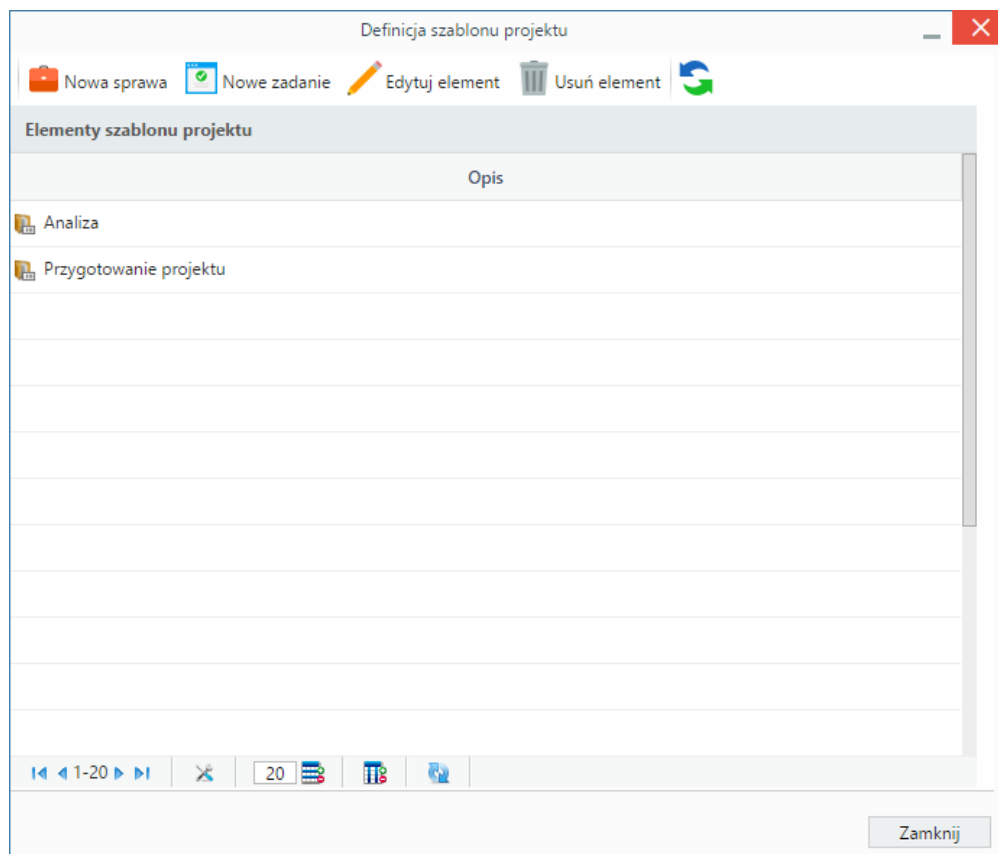 Definicja szablonu projektu
Nowa sprawa Nowe zadanie Edytuj element Usuń element
Elementy szablonu projektu
Opis
Analiza
Przygotowanie projektu
1-20 20
Zamknij